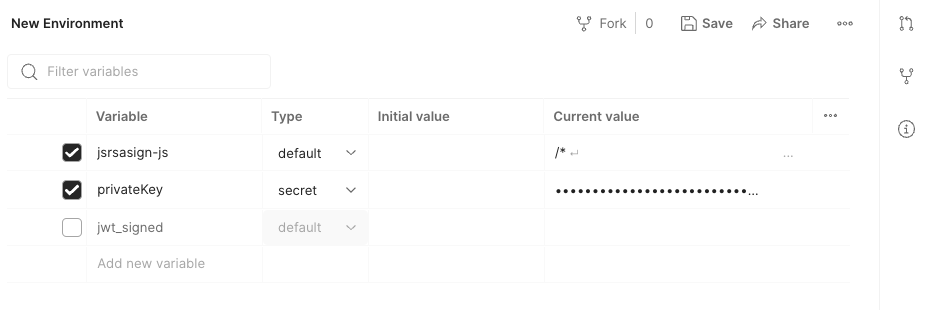 New Environment Fork 0 Save Share
Filter variables
Variable Type Initial value Current value
jsrsasign-js default /* ↵ ...
privateKey secret ••••••••••••••••••••••••••...
jwt_signed default
Add new variable